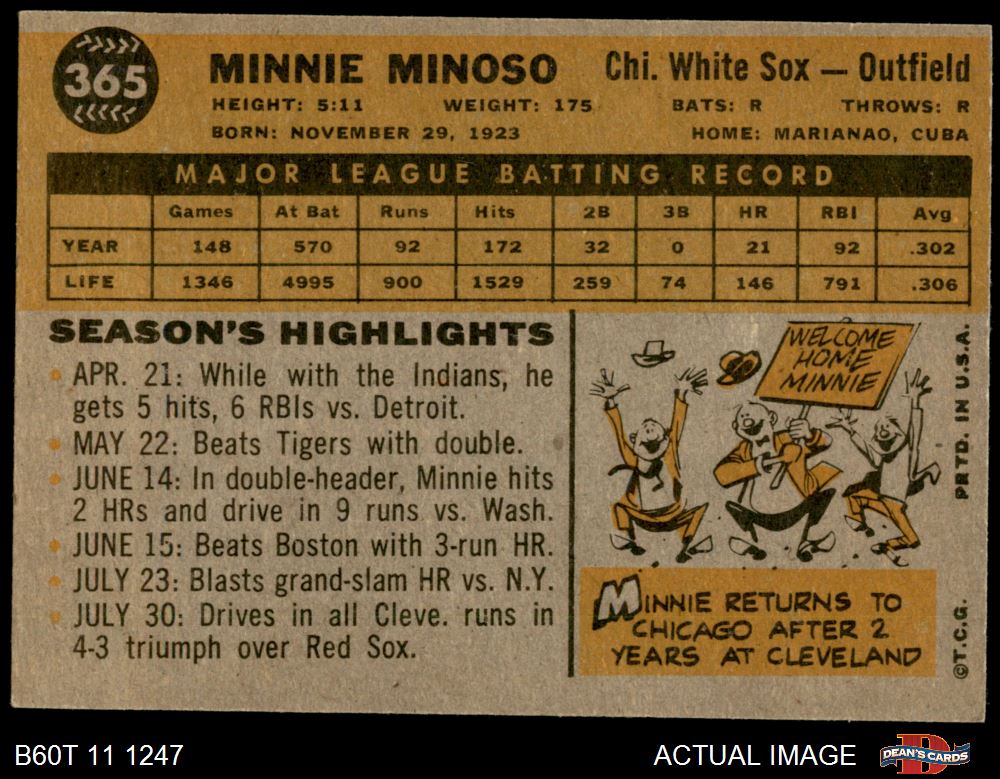 365
MINNIE MINOSO
Chi. White Sox — Outfield
HEIGHT: 5:11 WEIGHT: 175 BATS: R THROWS: R
BORN: NOVEMBER 29, 1923 HOME: MARIANAO, CUBA
MAJOR LEAGUE BATTING RECORD
Games At Bat Runs Hits 2B 3B HR RBI Avg
YEAR 148 570 92 172 32 0 21 92 .302
LIFE 1346 4995 900 1529 259 74 146 791 .306
SEASON'S HIGHLIGHTS
APR. 21: While with the Indians, he
gets 5 hits, 6 RBIs vs. Detroit.
MAY 22: Beats Tigers with double.
JUNE 14: In double-header, Minnie hits
2 HRs and drive in 9 runs vs. Wash.
JUNE 15: Beats Boston with 3-run HR.
JULY 23: Blasts grand-slam HR vs. N.Y.
JULY 30: Drives in all Cleve. runs in
4-3 triumph over Red Sox.
WELCOME
HOME
MINNIE
MINNIE RETURNS TO
CHICAGO AFTER 2
YEARS AT CLEVELAND
PRTD. IN U.S.A.
©T.C.G.
B60T 11 1247
ACTUAL IMAGE
DEAN'S CARDS